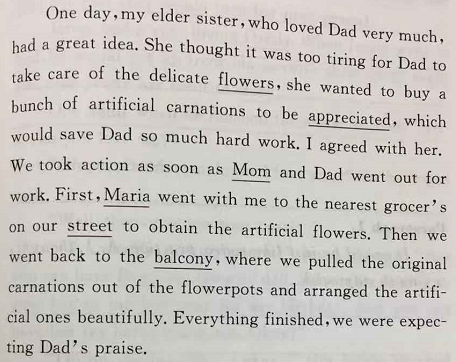 One day, my elder sister, who loved Dad very much,
had a great idea. She thought it was too tiring for Dad to
take care of the delicate flowers, she wanted to buy a
bunch of artificial carnations to be appreciated, which
would save Dad so much hard work. I agreed with her.
We took action as soon as Mom and Dad went out for
work. First, Maria went with me to the nearest grocer's
on our street to obtain the artificial flowers. Then we
went back to the balcony, where we pulled the original
carnations out of the flowerpots and arranged the artifi-
cial ones beautifully. Everything finished, we were expec-
ting Dad's praise.